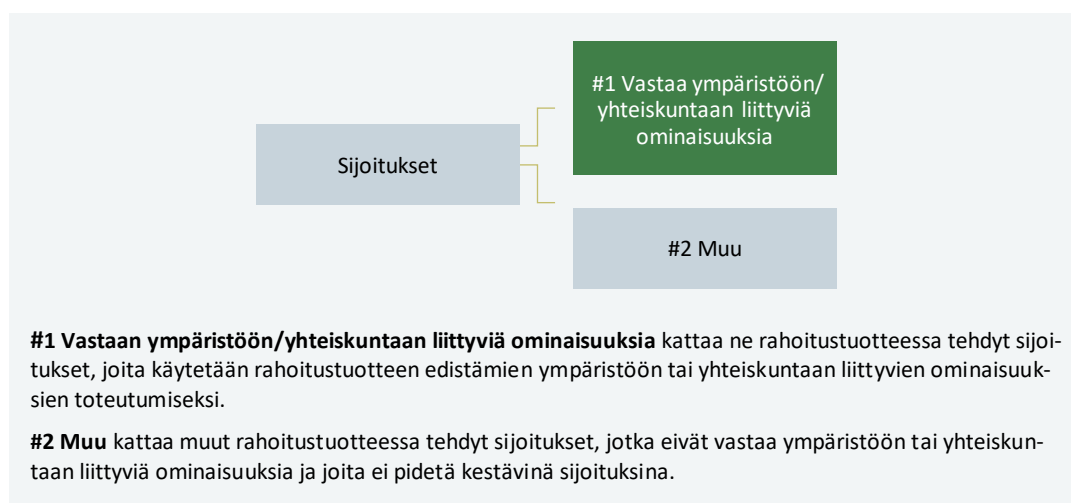 #1 Vastaa ympäristöön/
yhteiskuntaan liittyviä
ominaisuuksia
Sijoitukset
#2 Muu
#1 Vastaan ympäristöön/yhteiskuntaan liittyviä ominaisuuksia kattaa ne rahoitustuotteessa tehdyt sijoi-
tukset, joita käytetään rahoitustuotteen edistämien ympäristöön tai yhteiskuntaan liittyvien ominaisuuk-
sien toteutumiseksi.
#2 Muu kattaa muut rahoitustuotteessa tehdyt sijoitukset, jotka eivät vastaa ympäristöön tai yhteiskun-
taan liittyviä ominaisuuksia ja joita ei pidetä kestävinä sijoituksina.